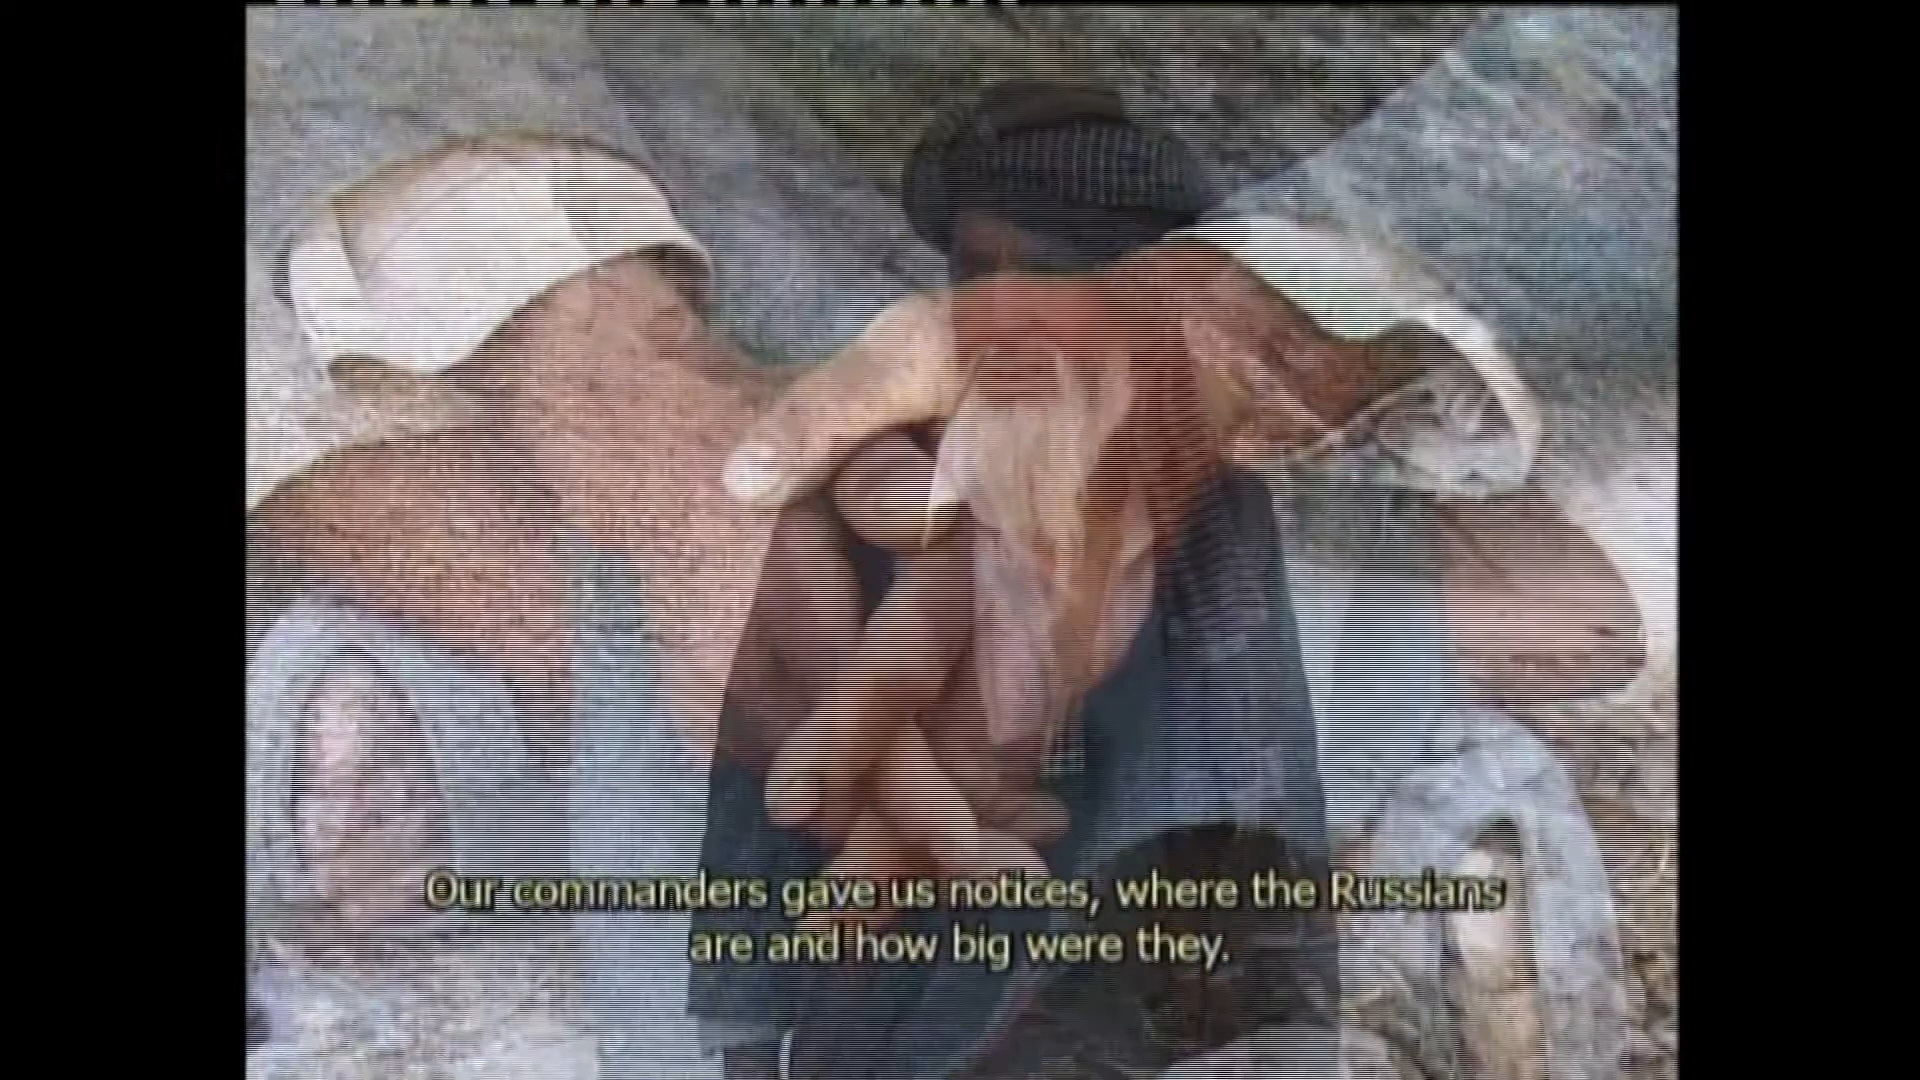 Our commanders gave us notices, where the Russians
are and how big were they.